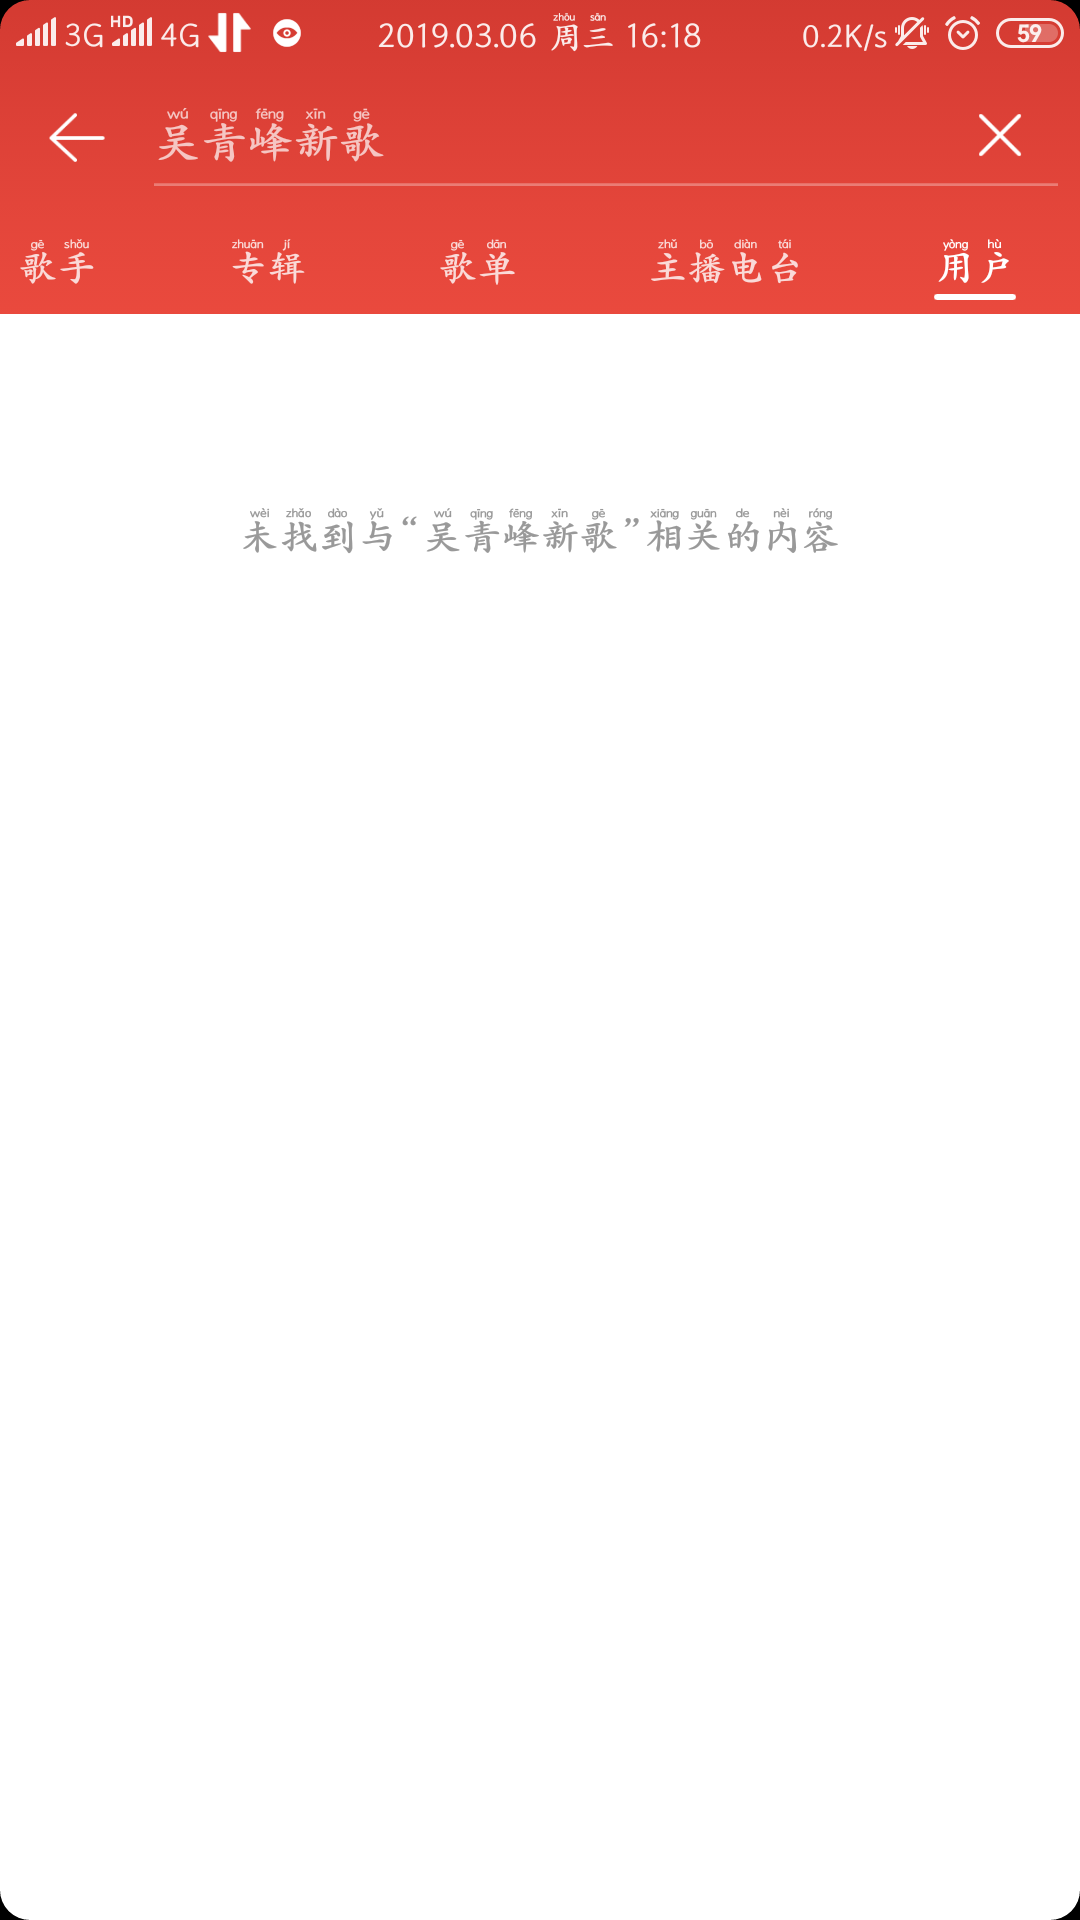 3G HD 4G 2019.03.06 周三 16:18 0.2K/s 59
zhōu sān
wú qīng fēng xīn gē
吴青峰新歌
gē shǒu zhuān jí gē dān zhǔ bō diàn tái yòng hù
歌手 专辑 歌单 主播电台 用户
wèi zhǎo dào yǔ wú qīng fēng xīn gē xiāng guān de nèi róng
未找到与“吴青峰新歌”相关的内容